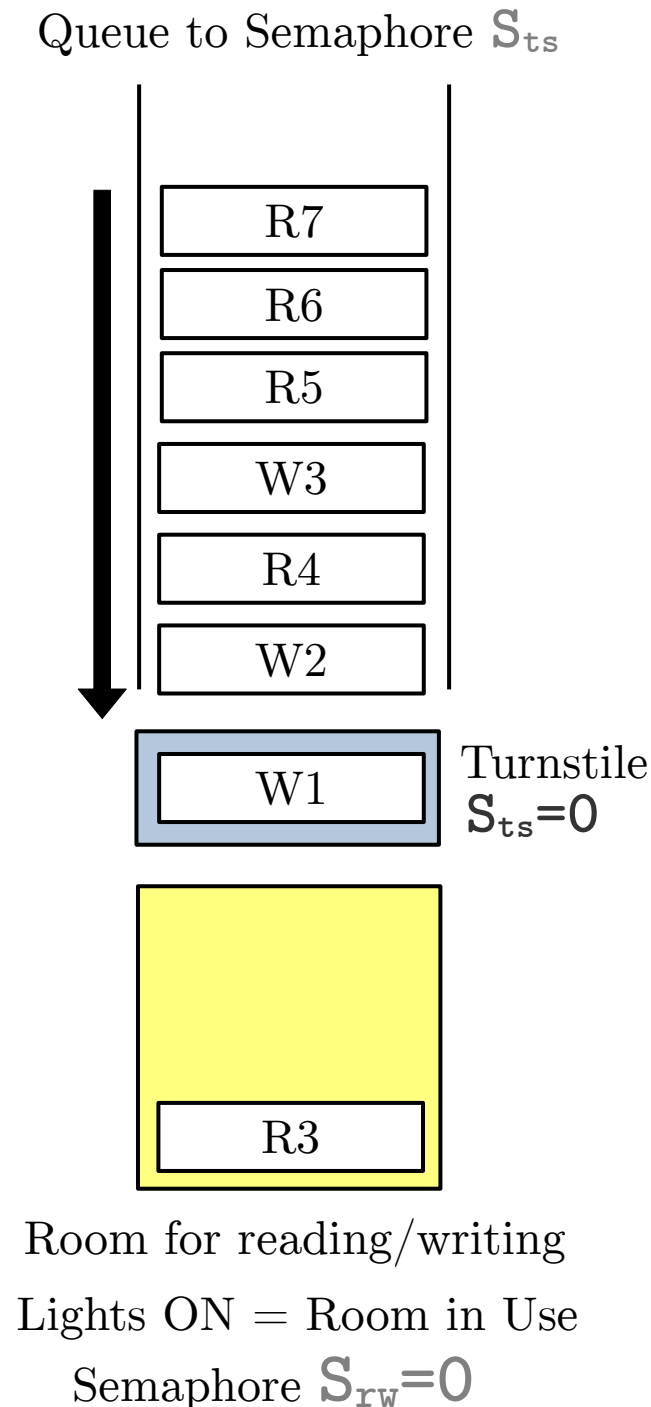 Queue to Semaphore Sts
R7
R6
R5
W3
R4
W2
W1
Turnstile
Sts=0
R3
Room for reading/writing
Lights ON = Room in Use
Semaphore Srw=0